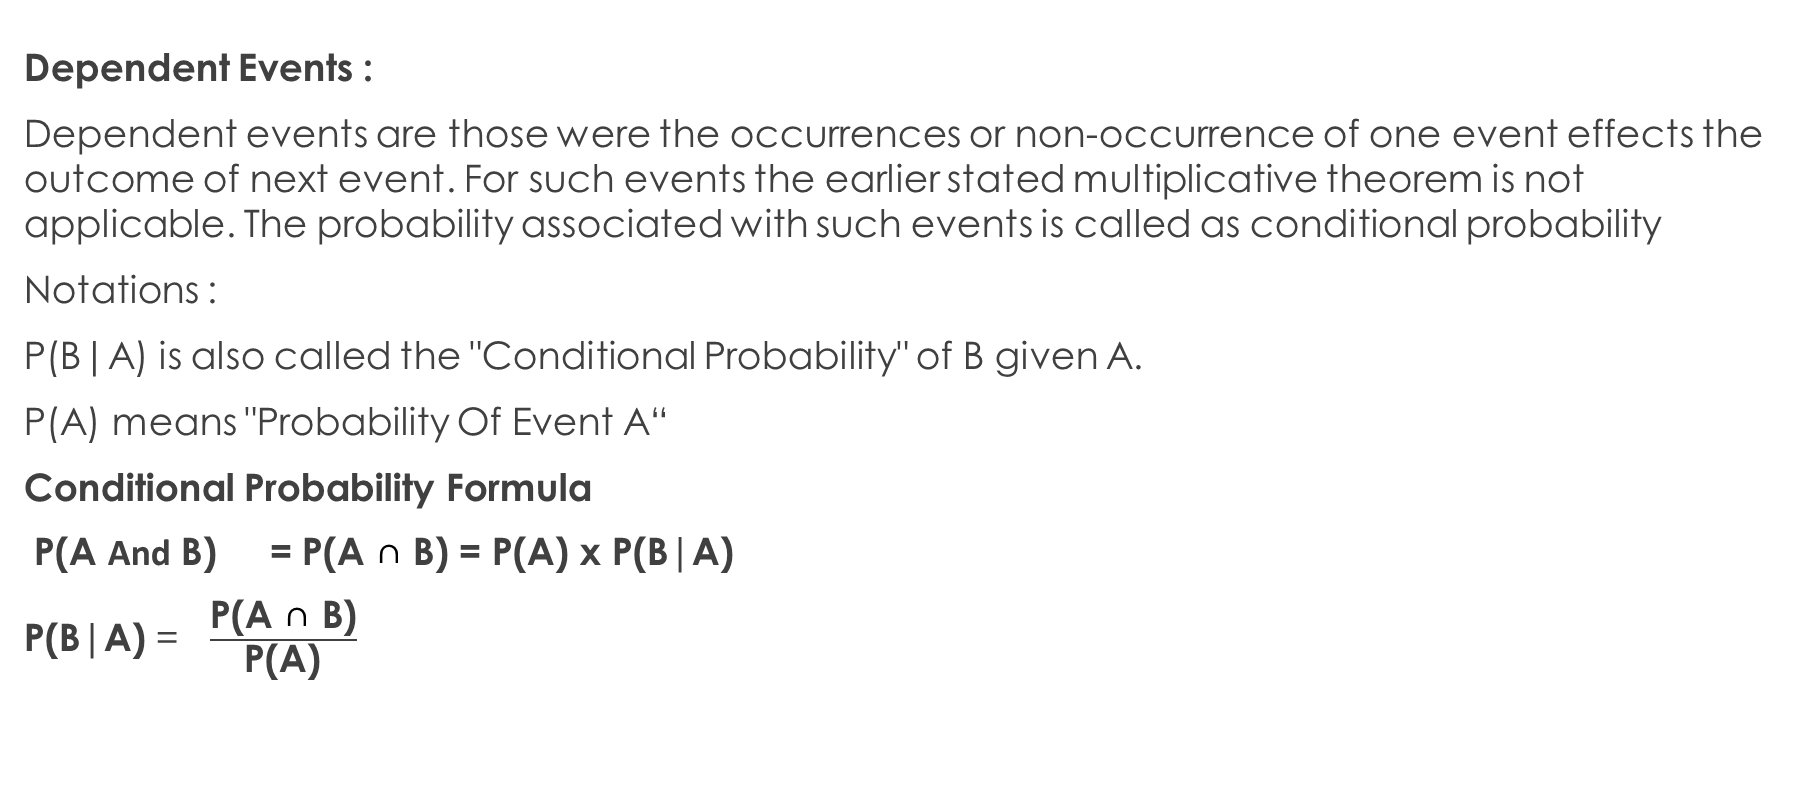 Dependent Events :
Dependent events are those were the occurrences or non-occurrence of one event effects the
outcome of next event. For such events the earlier stated multiplicative theorem is not
applicable. The probability associated with such events is called as conditional probability
Notations :
P(B|A) is also called the "Conditional Probability" of B given A.
P(A) means "Probability Of Event A“
Conditional Probability Formula
P(A And B) = P(A ∩ B) = P(A) x P(B|A)
P(A ∩ B)
P(B|A) =
P(A)